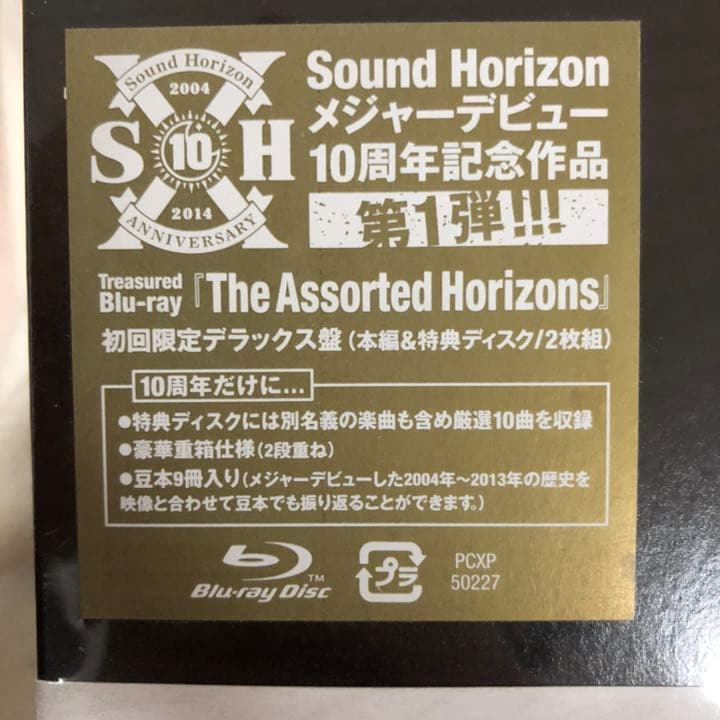 Sound Horizon
2004
S 10 H
2014
ANNIVERSARY
Sound Horizon
メジャーデビュー
10周年記念作品
第1弾!!!
Treasured
Blu-ray 『The Assorted Horizons』
初回限定デラックス盤(本編&特典ディスク/2枚組)
10周年だけに…
●特典ディスクには別名義の楽曲も含め厳選10曲を収録
●豪華重箱仕様(2段重ね)
●豆本9冊入り(メジャーデビューした2004年〜2013年の歴史を
映像と合わせて豆本でも振り返ることができます。)
Blu-ray Disc TM
プラ
PCXP
50227